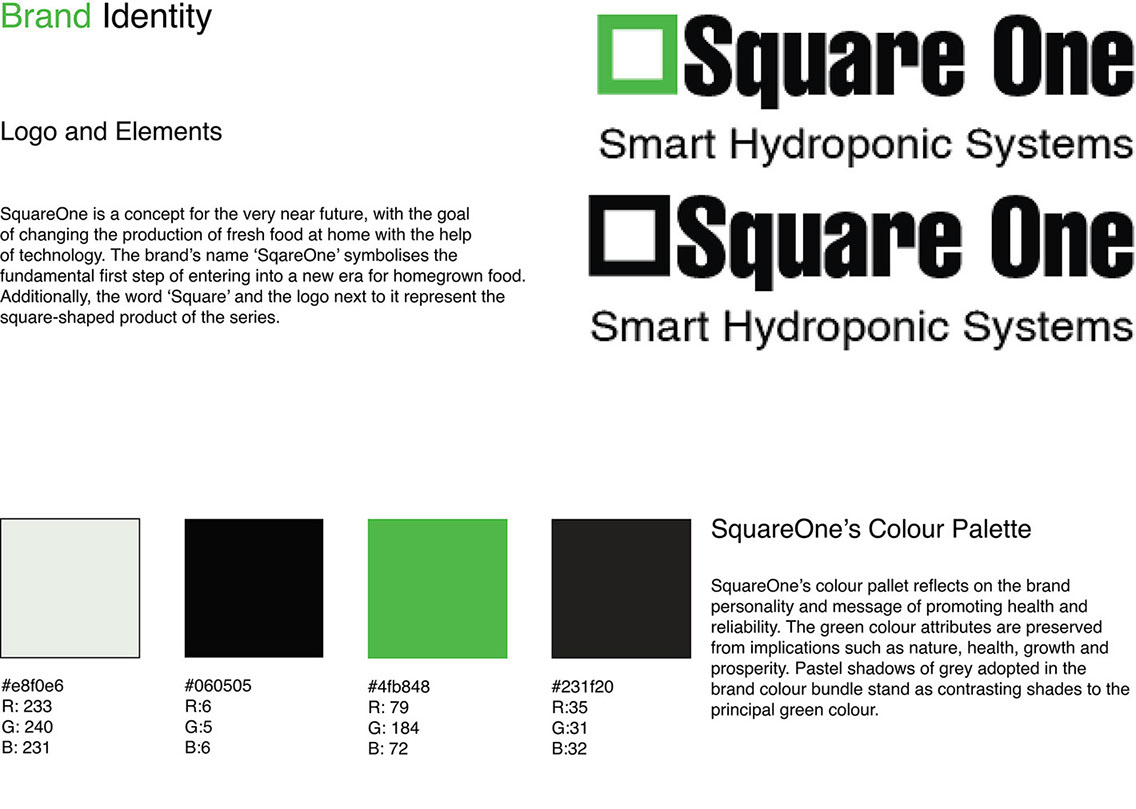 Brand Identity
Square One
Smart Hydroponic Systems
Logo and Elements
Square One
Smart Hydroponic Systems
SquareOne is a concept for the very near future, with the goal
of changing the production of fresh food at home with the help
of technology. The brand’s name ‘SqareOne’ symbolises the
fundamental first step of entering into a new era for homegrown food.
Additionally, the word ‘Square’ and the logo next to it represent the
square-shaped product of the series.
#e8f0e6
R: 233
G: 240
B: 231
#060505
R:6
G:5
B:6
#4fb848
R: 79
G: 184
B: 72
#231f20
R:35
G:31
B:32
SquareOne’s Colour Palette
SquareOne’s colour pallet reflects on the brand
personality and message of promoting health and
reliability. The green colour attributes are preserved
from implications such as nature, health, growth and
prosperity. Pastel shadows of grey adopted in the
brand colour bundle stand as contrasting shades to the
principal green colour.